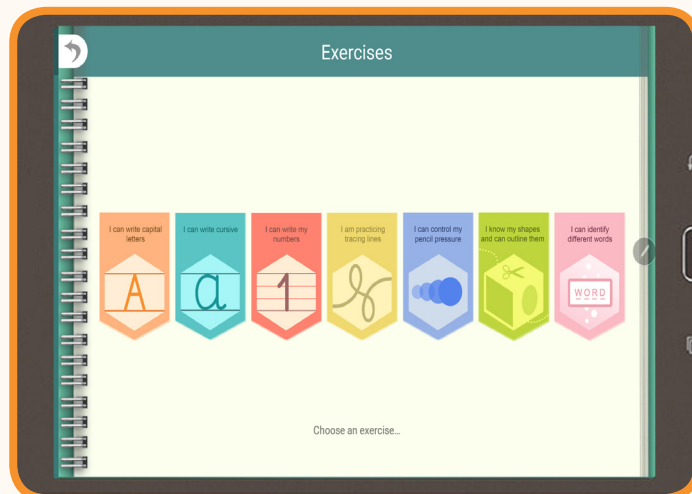 Exercises
I can write capital
letters
A
I can write cursive
a
I can write my
numbers
1
I am practicing
tracing lines
I can control my
pencil pressure
I know my shapes
and can outline them
I can identify
different words
WORD
Choose an exercise...